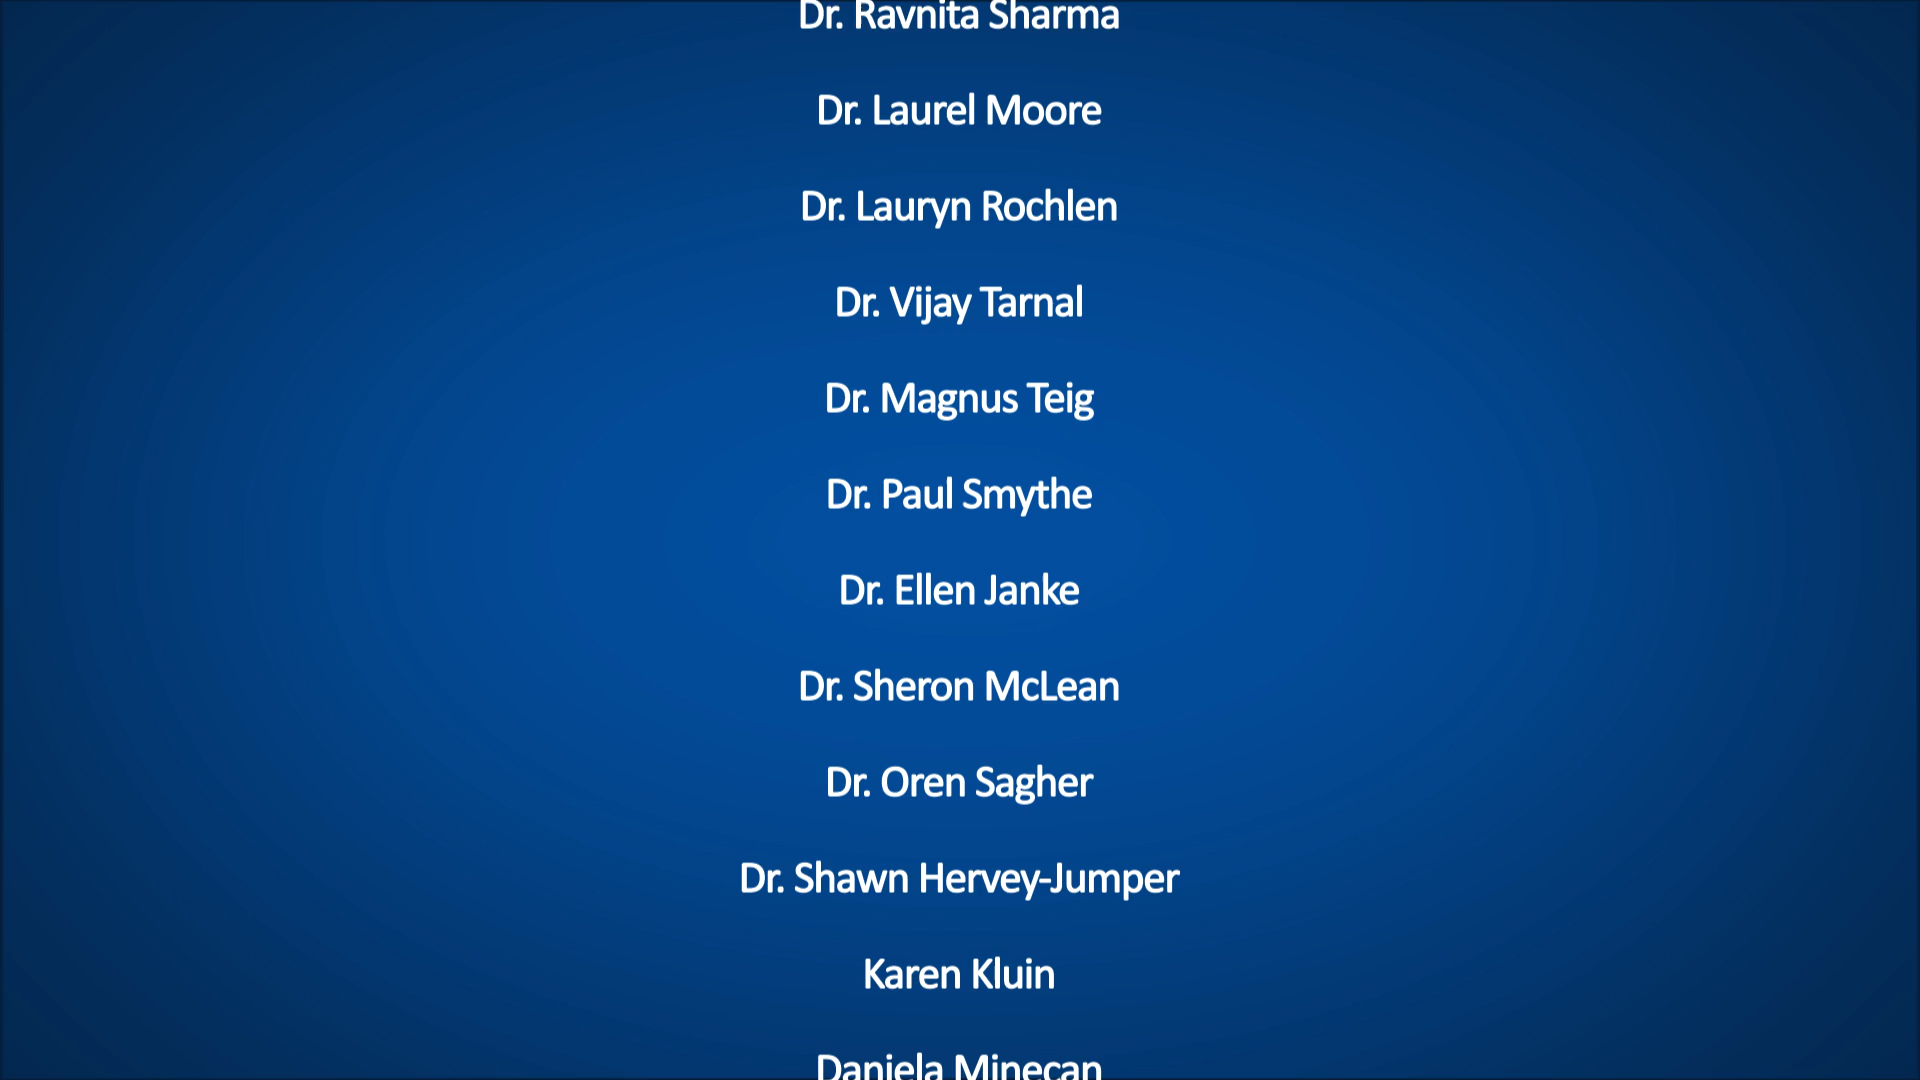 Dr. Ravnita Sharma
Dr. Laurel Moore
Dr. Lauryn Rochlen
Dr. Vijay Tarnal
Dr. Magnus Teig
Dr. Paul Smythe
Dr. Ellen Janke
Dr. Sheron McLean
Dr. Oren Sagher
Dr. Shawn Hervey-Jumper
Karen Kluin
Daniela Minecan